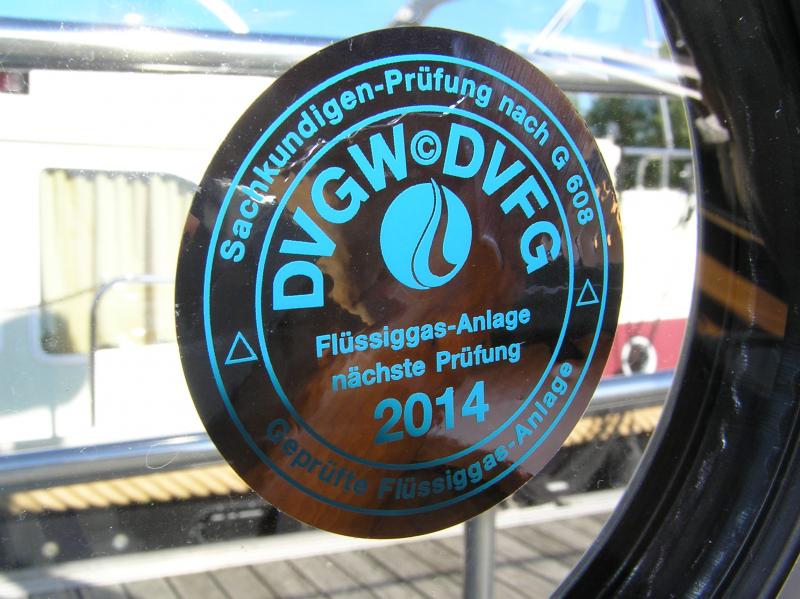 Sachkundigen-Prüfung nach G 608
DVGW©DVFG
Flüssiggas-Anlage
nächste Prüfung
2014
Geprüfte Flüssiggas-Anlage